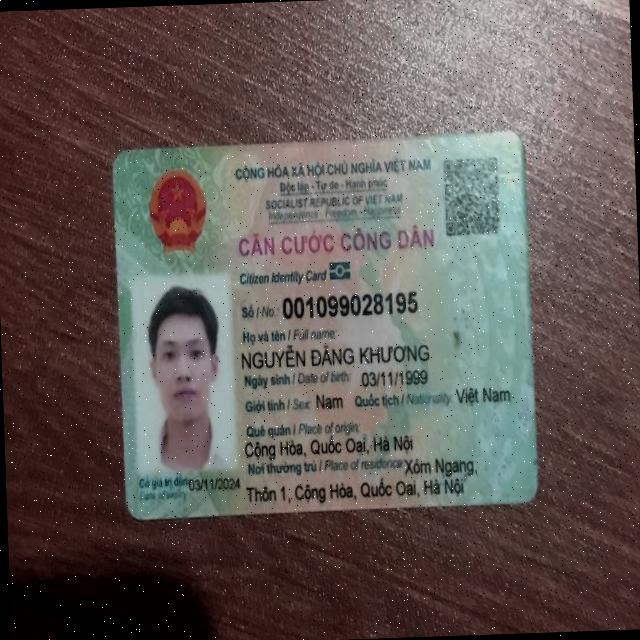 CỘNG HÒA XÃ HỘI CHỦ NGHĨA VIỆT NAM
Độc lập - Tự do - Hạnh phúc
SOCIALIST REPUBLIC OF VIET NAM
Independence - Freedom - Happiness
CĂN CƯỚC CÔNG DÂN
Citizen Identity Card
Số / No: 001099028195
Họ và tên / Full name:
NGUYỄN ĐĂNG KHƯƠNG
Ngày sinh / Date of birth: 03/11/1999
Giới tính / Sex: Nam Quốc tịch / Nationality: Việt Nam
Quê quán / Place of origin:
Cộng Hòa, Quốc Oai, Hà Nội
Nơi thường trú / Place of residence: Xóm Ngang,
Thôn 1, Cộng Hòa, Quốc Oai, Hà Nội
Có giá trị đến: 03/11/2024